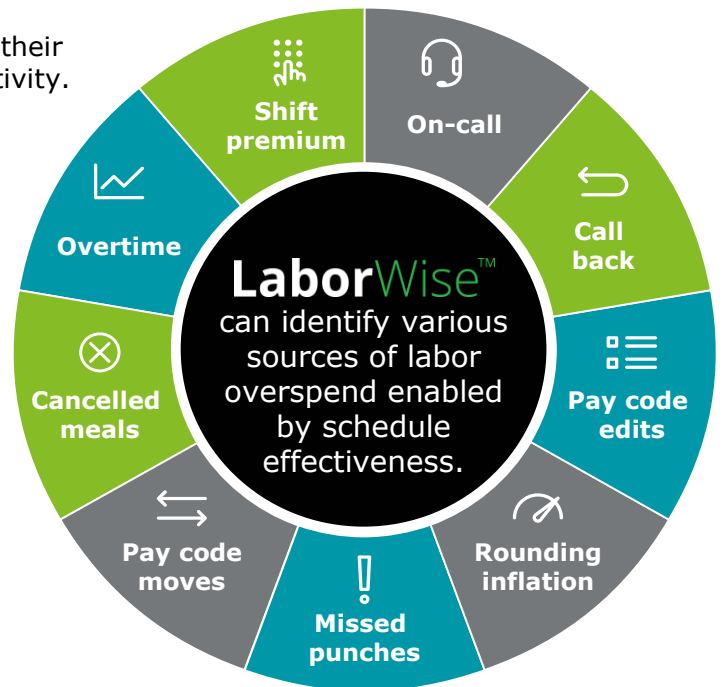 their
tivity.
Shift
premium
On-call
Call
back
Pay code
edits
Rounding
inflation
Missed
punches
Pay code
moves
Cancelled
meals
Overtime
LaborWise™
can identify various
sources of labor
overspend enabled
by schedule
effectiveness.